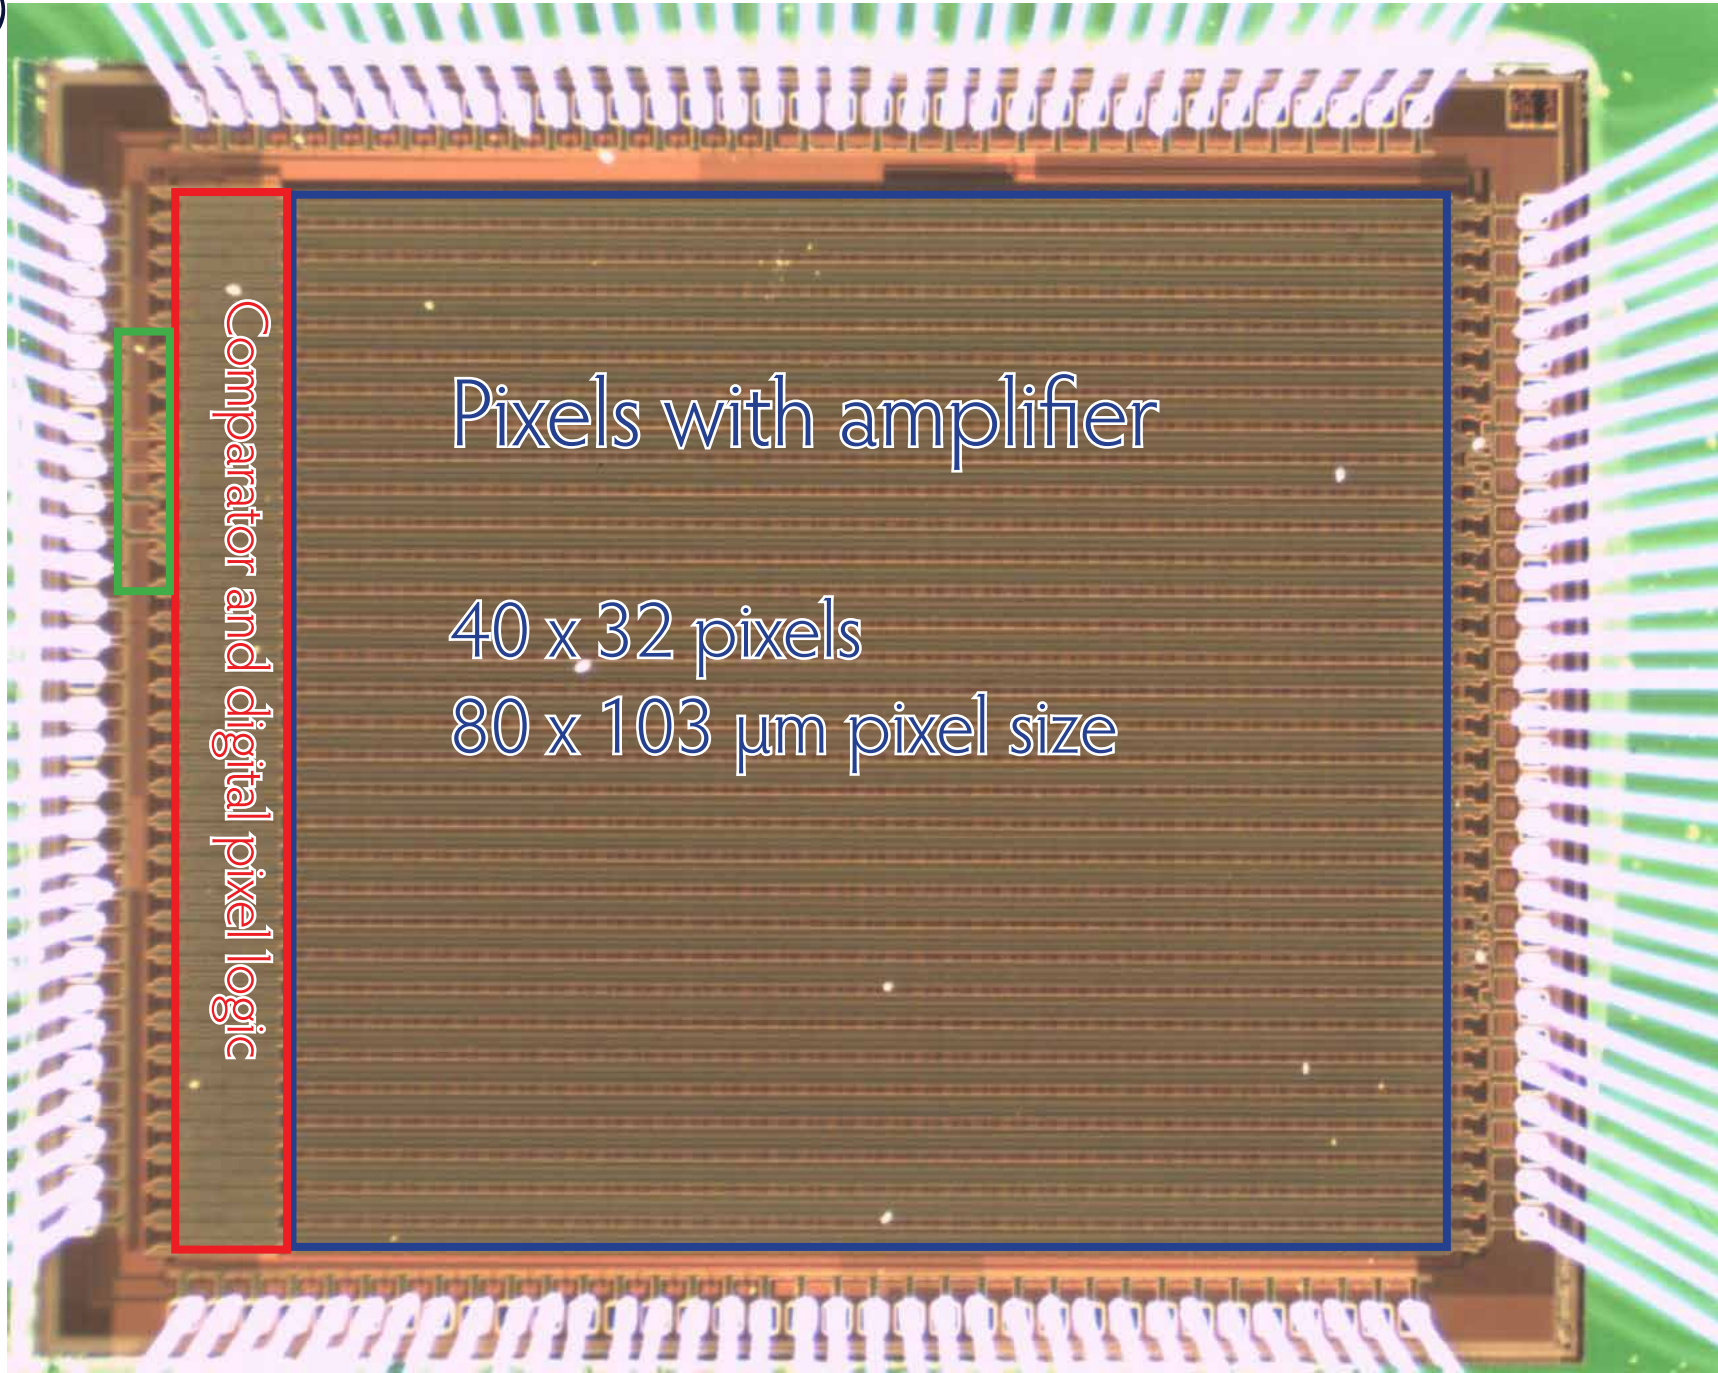 )
Pixels with amplifier
40 x 32 pixels
80 x 103 µm pixel size
Comparator and digital pixel logic